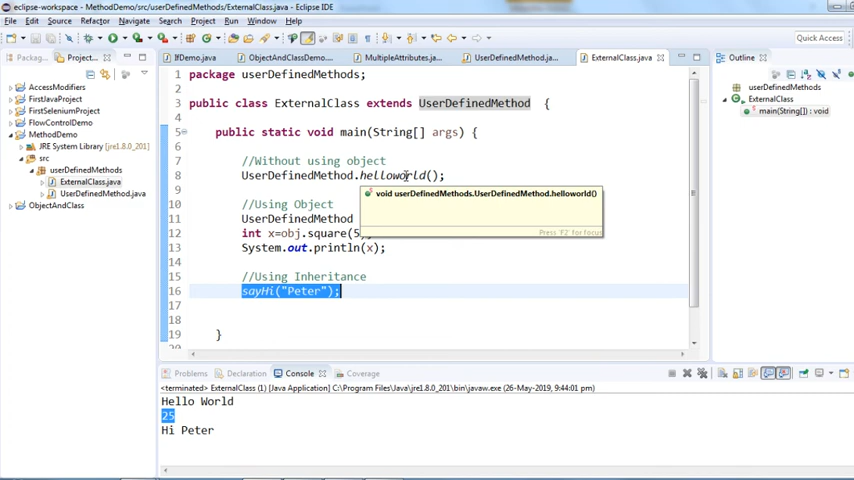 eclipse-workspace - MethodDemo/src/userDefinedMethods/ExternalClass.java - Eclipse IDE
File Edit Source Refactor Navigate Search Project Run Window Help
Quick Access
Packag... Project...
IfDemo.java ObjectAndClassDemo.... MultipleAttributes.j... UserDefinedMethod.ja... ExternalClass.java Outline
AccessModifiers
FirstJavaProject
FirstSeleniumProject
FlowControlDemo
MethodDemo
JRE System Library [jre1.8.0_201]
src
userDefinedMethods
ExternalClass.java
UserDefinedMethod.java
ObjectAndClass
1 package userDefinedMethods;
2
3 public class ExternalClass extends UserDefinedMethod {
4
5 public static void main(String[] args) {
6
7 //Without using object
8 UserDefinedMethod.helloworld();
9
10 //Using Object
11 UserDefinedMethod
12 int x=obj.square(5);
13 System.out.println(x);
14
15 //Using Inheritance
16 sayHi("Peter");
17
18
19 }
20
void userDefinedMethods.UserDefinedMethod.helloworld()
Press 'F2' for focus
userDefinedMethods
ExternalClass
main(String[]) : void
Problems Declaration Console Coverage
<terminated> ExternalClass (1) [Java Application] C:\Program Files\Java\jre1.8.0_201\bin\javaw.exe (26-May-2019, 9:44:01 PM)
Hello World
25
Hi Peter